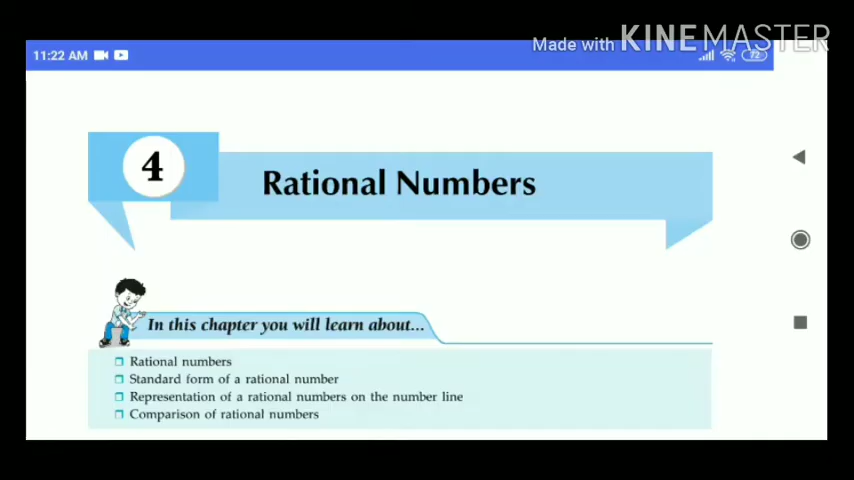 Made with KINEMASTER
11:22 AM 72
4
Rational Numbers
In this chapter you will learn about...
Rational numbers
Standard form of a rational number
Representation of a rational numbers on the number line
Comparison of rational numbers